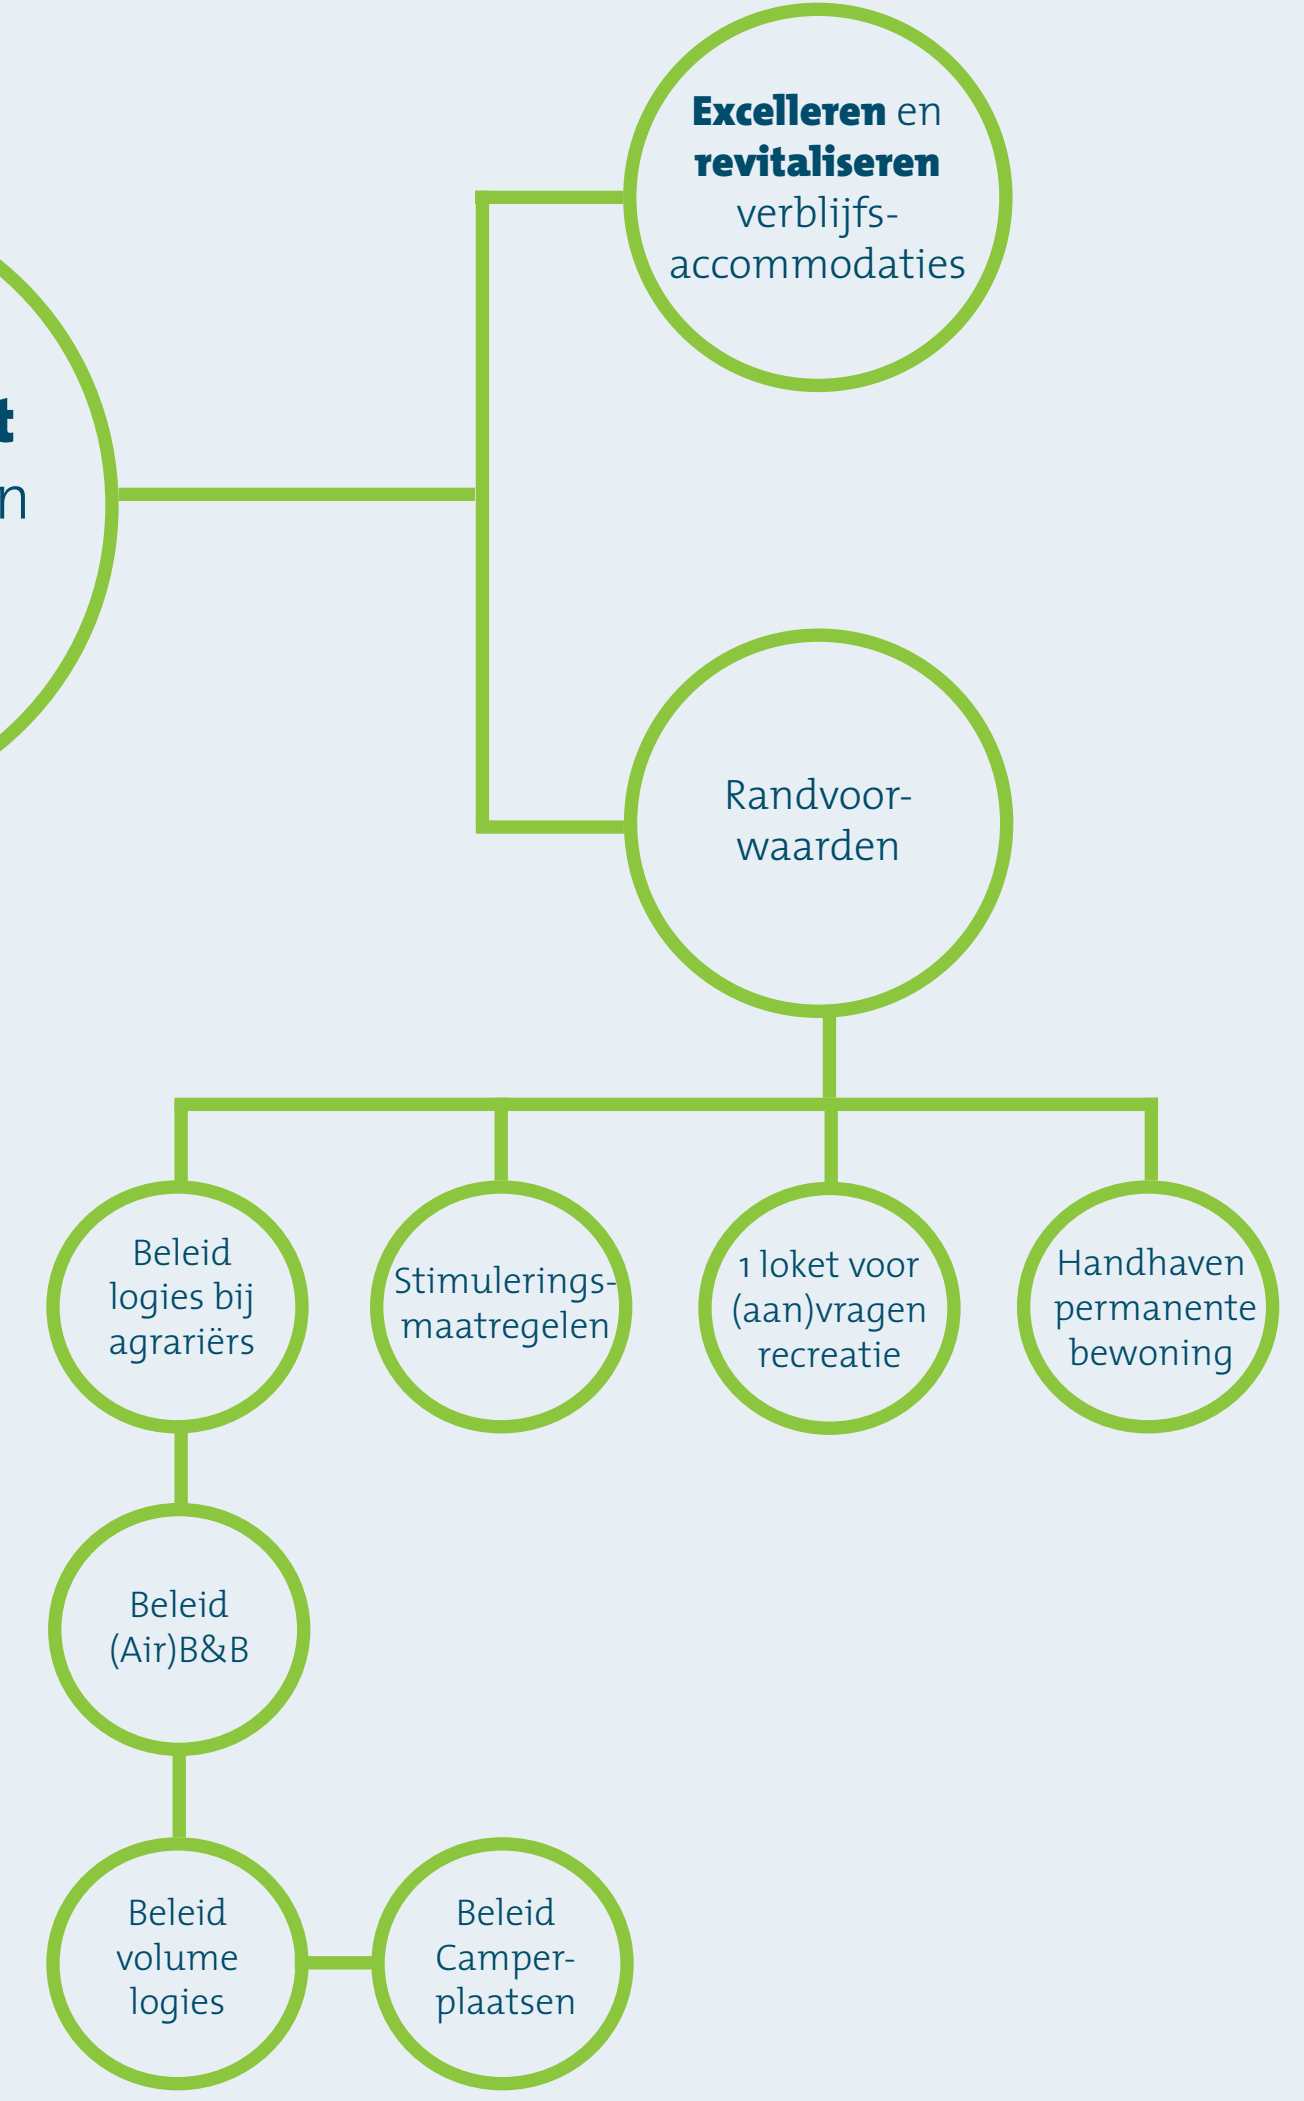 Excelleren en
revitaliseren
verblijfs-
accommodaties
t
n
Randvoor-
waarden
Beleid
logies bij
agrariërs
Stimulerings-
maatregelen
1 loket voor
(aan)vragen
recreatie
Handhaven
permanente
bewoning
Beleid
(Air)B&B
Beleid
volume
logies
Beleid
Camper-
plaatsen